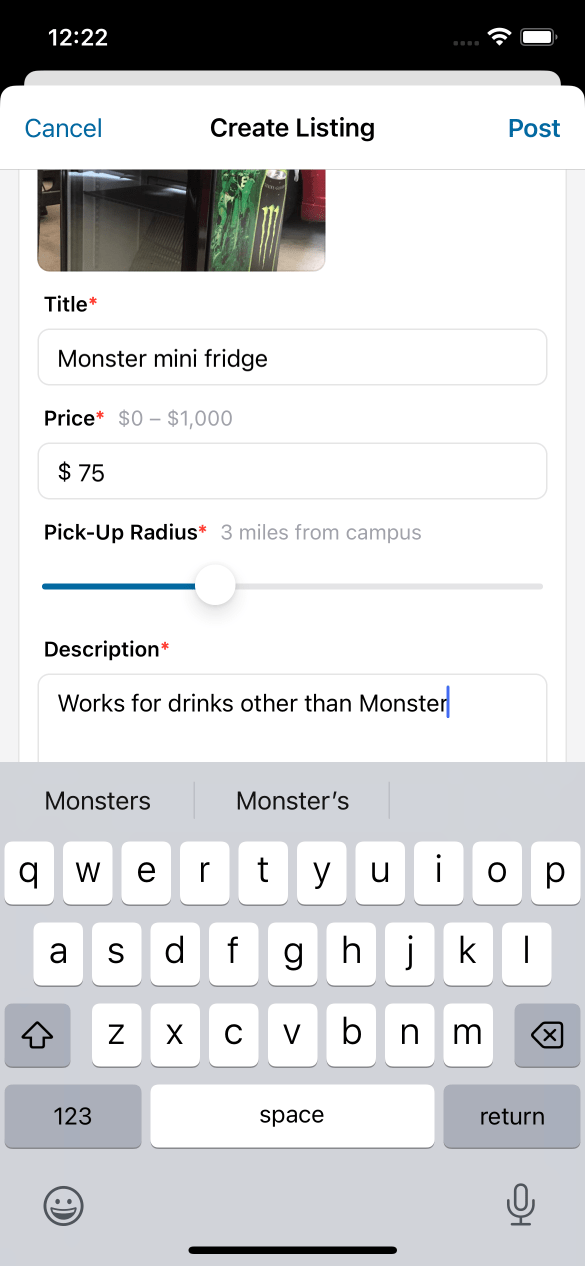 12:22
Cancel Create Listing Post
Title*
Monster mini fridge
Price* $0 – $1,000
$ 75
Pick-Up Radius* 3 miles from campus
Description*
Works for drinks other than Monster
Monsters Monster’s
q w e r t y u i o p
a s d f g h j k l
z x c v b n m
123 space return